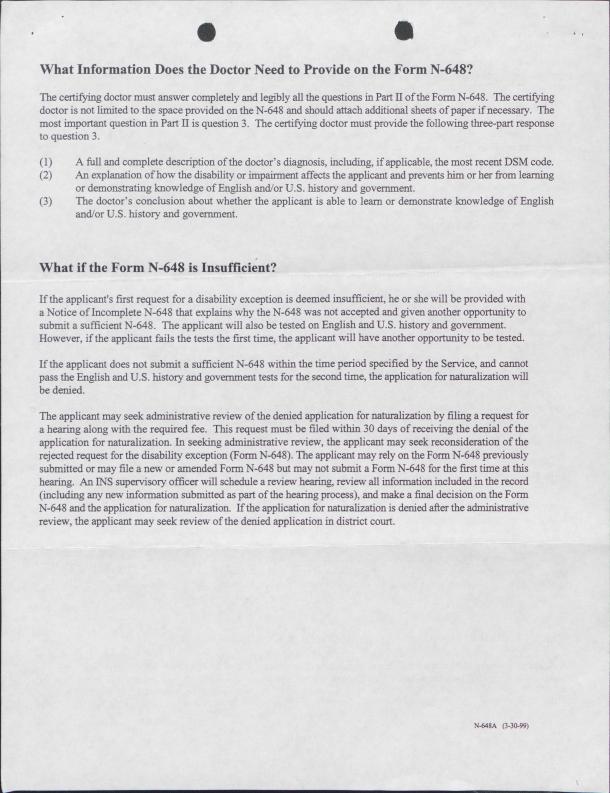 What Information Does the Doctor Need to Provide on the Form N-648?
The certifying doctor must answer completely and legibly all the questions in Part II of the Form N-648. The certifying
doctor is not limited to the space provided on the N-648 and should attach additional sheets of paper if necessary. The
most important question in Part II is question 3. The certifying doctor must provide the following three-part response
to question 3.
(1) A full and complete description of the doctor's diagnosis, including, if applicable, the most recent DSM code.
(2) An explanation of how the disability or impairment affects the applicant and prevents him or her from learning
or demonstrating knowledge of English and/or U.S. history and government.
(3) The doctor's conclusion about whether the applicant is able to learn or demonstrate knowledge of English
and/or U.S. history and government.
What if the Form N-648 is Insufficient?
If the applicant's first request for a disability exception is deemed insufficient, he or she will be provided with
a Notice of Incomplete N-648 that explains why the N-648 was not accepted and given another opportunity to
submit a sufficient N-648. The applicant will also be tested on English and U.S. history and government.
However, if the applicant fails the tests the first time, the applicant will have another opportunity to be tested.
If the applicant does not submit a sufficient N-648 within the time period specified by the Service, and cannot
pass the English and U.S. history and government tests for the second time, the application for naturalization will
be denied.
The applicant may seek administrative review of the denied application for naturalization by filing a request for
a hearing along with the required fee. This request must be filed within 30 days of receiving the denial of the
application for naturalization. In seeking administrative review, the applicant may seek reconsideration of the
rejected request for the disability exception (Form N-648). The applicant may rely on the Form N-648 previously
submitted or may file a new or amended Form N-648 but may not submit a Form N-648 for the first time at this
hearing. An INS supervisory officer will schedule a review hearing, review all information included in the record
(including any new information submitted as part of the hearing process), and make a final decision on the Form
N-648 and the application for naturalization. If the application for naturalization is denied after the administrative
review, the applicant may seek review of the denied application in district court.
N-648A (3-30-99)